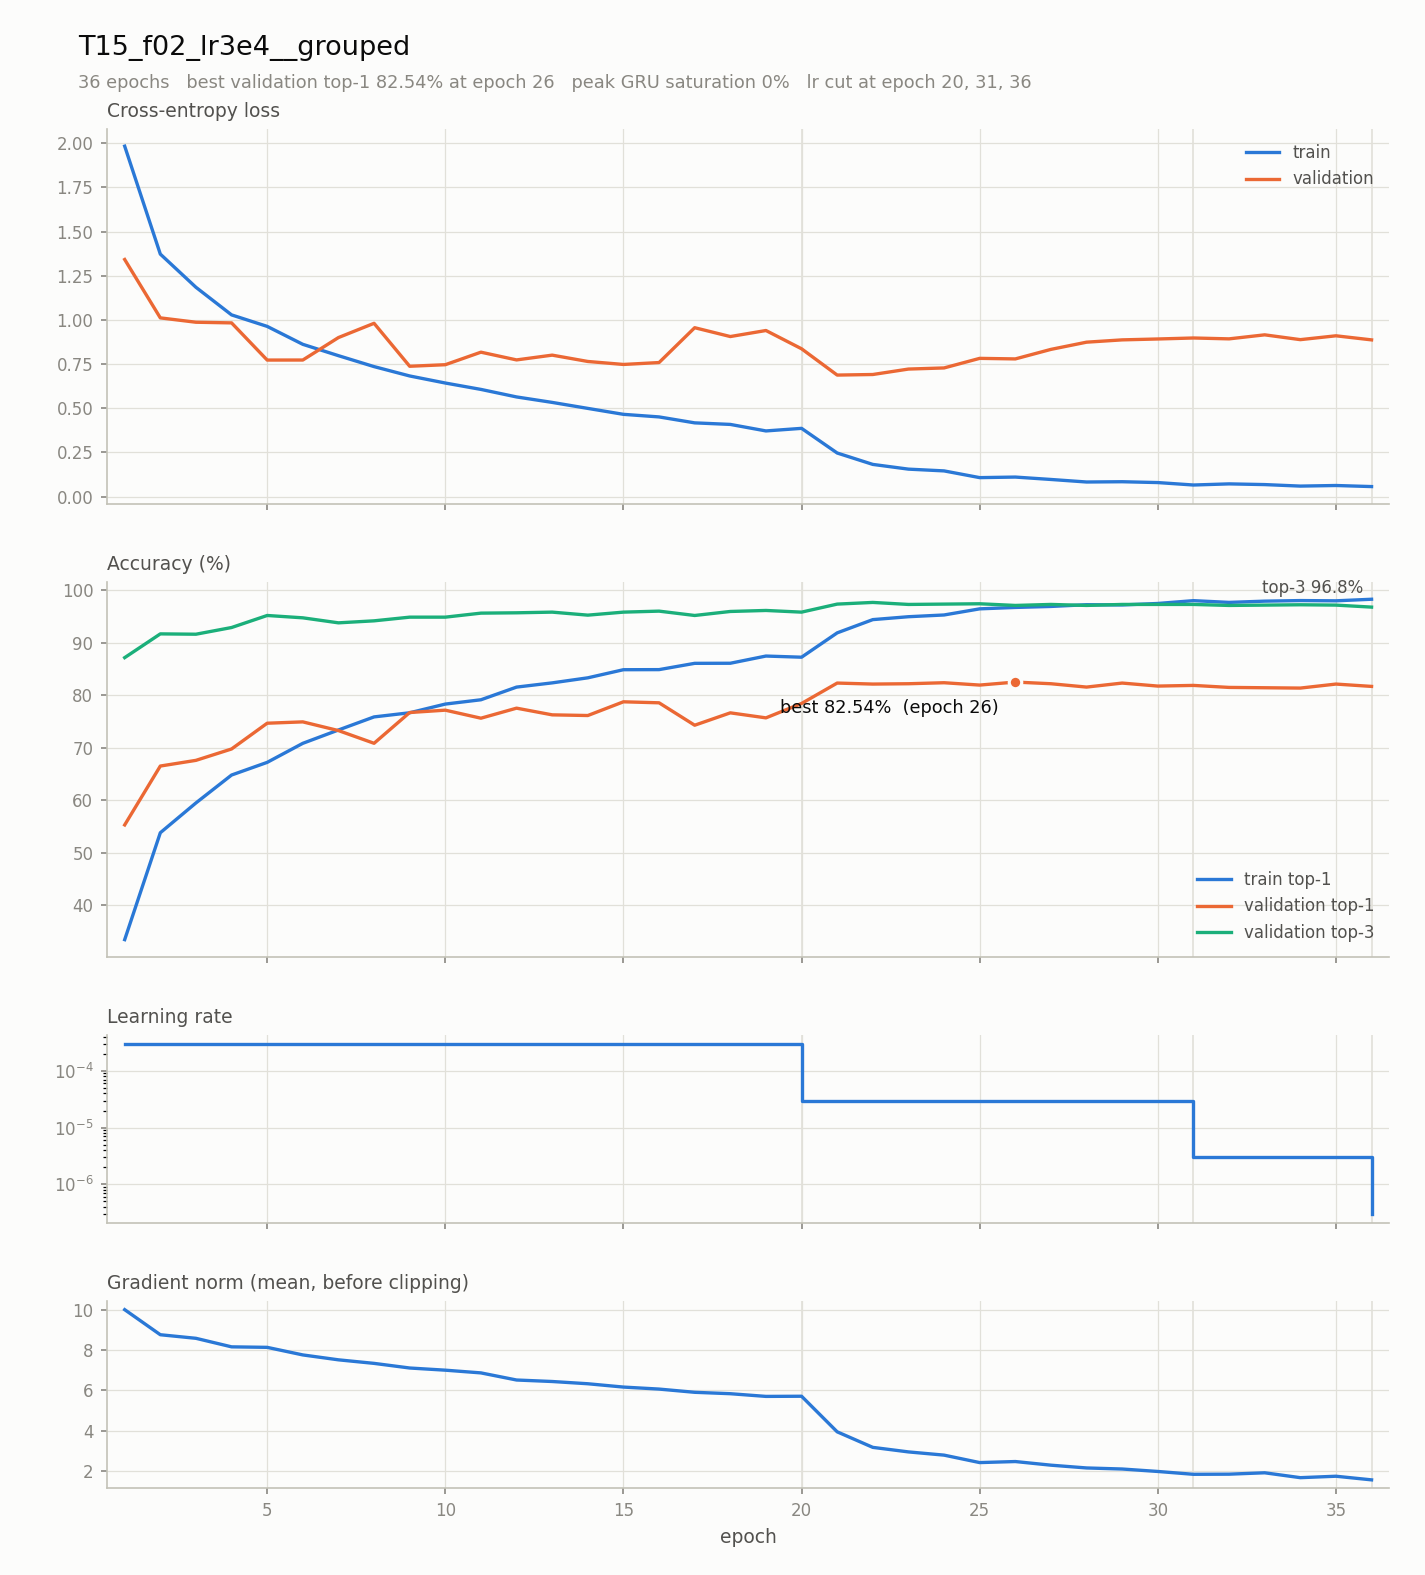 T15_f02_lr3e4__grouped
36 epochs   best validation top-1 82.54% at epoch 26   peak GRU saturation 0%   lr cut at epoch 20, 31, 36
Cross-entropy loss
2.00
1.75
1.50
1.25
1.00
0.75
0.50
0.25
0.00
train
validation
Accuracy (%)
100
90
80
70
60
50
40
top-3 96.8%
best 82.54%  (epoch 26)
train top-1
validation top-1
validation top-3
Learning rate
10⁻⁴
10⁻⁵
10⁻⁶
Gradient norm (mean, before clipping)
10
8
6
4
2
5 10 15 20 25 30 35
epoch